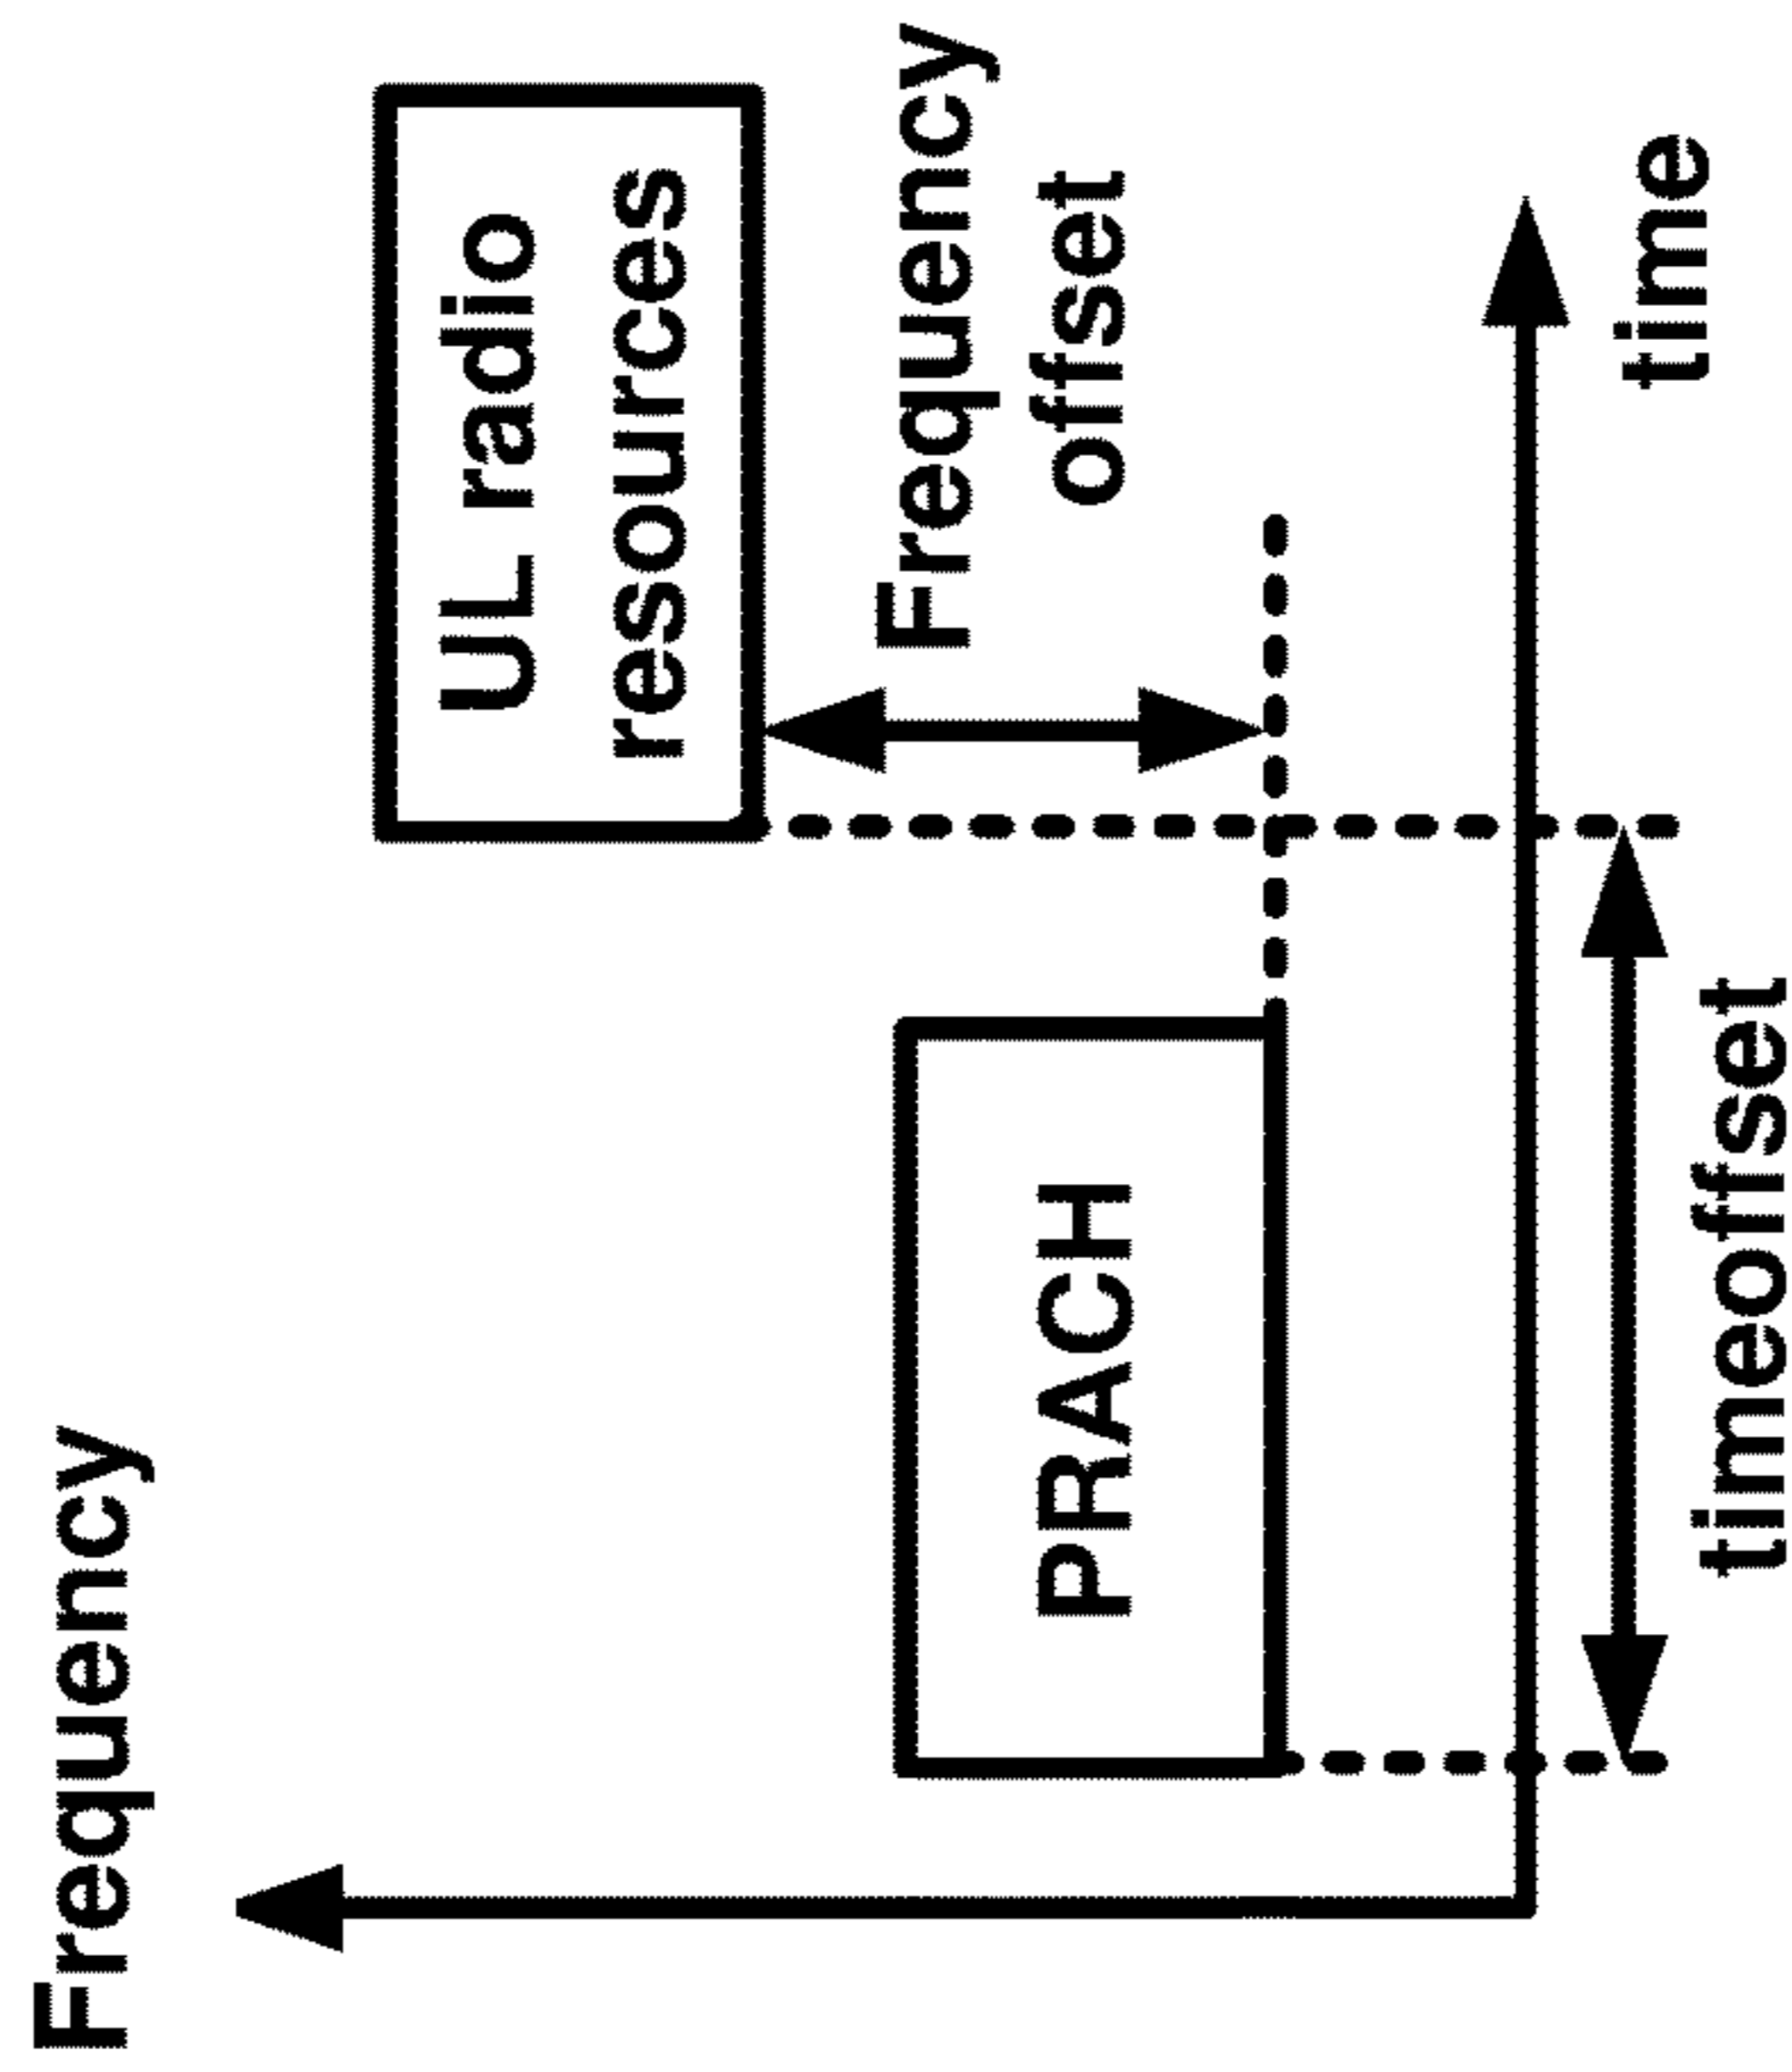 Frequency
UL radio
resources
Frequency
offset
PRACH
time
timeoffset